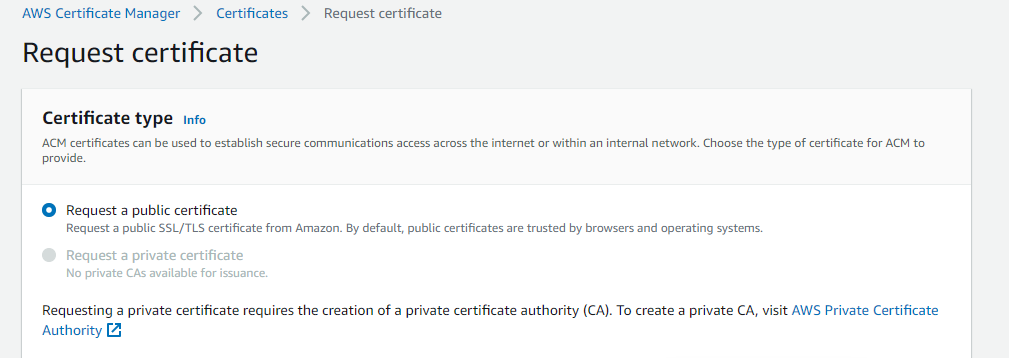 AWS Certificate Manager > Certificates > Request certificate
Request certificate
Certificate type Info
ACM certificates can be used to establish secure communications access across the internet or within an internal network. Choose the type of certificate for ACM to
provide.
Request a public certificate
Request a public SSL/TLS certificate from Amazon. By default, public certificates are trusted by browsers and operating systems.
Request a private certificate
No private CAs available for issuance.
Requesting a private certificate requires the creation of a private certificate authority (CA). To create a private CA, visit AWS Private Certificate
Authority